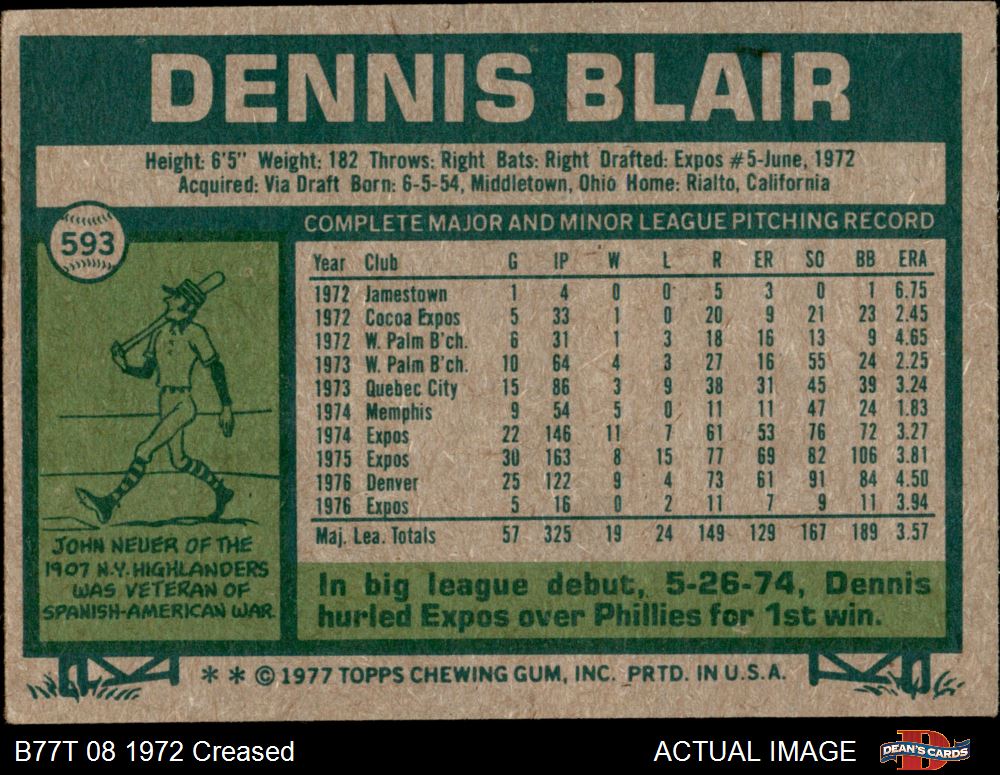 DENNIS BLAIR
Height: 6'5" Weight: 182 Throws: Right Bats: Right Drafted: Expos #5-June, 1972
Acquired: Via Draft Born: 6-5-54, Middletown, Ohio Home: Rialto, California
593
COMPLETE MAJOR AND MINOR LEAGUE PITCHING RECORD
Year Club G IP W L R ER SO BB ERA
1972 Jamestown 1 4 0 0 5 3 0 1 6.75
1972 Cocoa Expos 5 33 1 0 20 9 21 23 2.45
1972 W. Palm B'ch. 6 31 1 3 18 16 13 9 4.65
1973 W. Palm B'ch. 10 64 4 3 27 16 55 24 2.25
1973 Quebec City 15 86 3 9 38 31 45 39 3.24
1974 Memphis 9 54 5 0 11 11 47 24 1.83
1974 Expos 22 146 11 7 61 53 76 72 3.27
1975 Expos 30 163 8 15 77 69 82 106 3.81
1976 Denver 25 122 9 4 73 61 91 84 4.50
1976 Expos 5 16 0 2 11 7 9 11 3.94
Maj. Lea. Totals 57 325 19 24 149 129 167 189 3.57
JOHN NEUER OF THE
1907 N.Y. HIGHLANDERS
WAS VETERAN OF
SPANISH-AMERICAN WAR.
In big league debut, 5-26-74, Dennis
hurled Expos over Phillies for 1st win.
** © 1977 TOPPS CHEWING GUM, INC. PRTD. IN U.S.A.
B77T 08 1972 Creased
ACTUAL IMAGE
D
DEAN'S CARDS